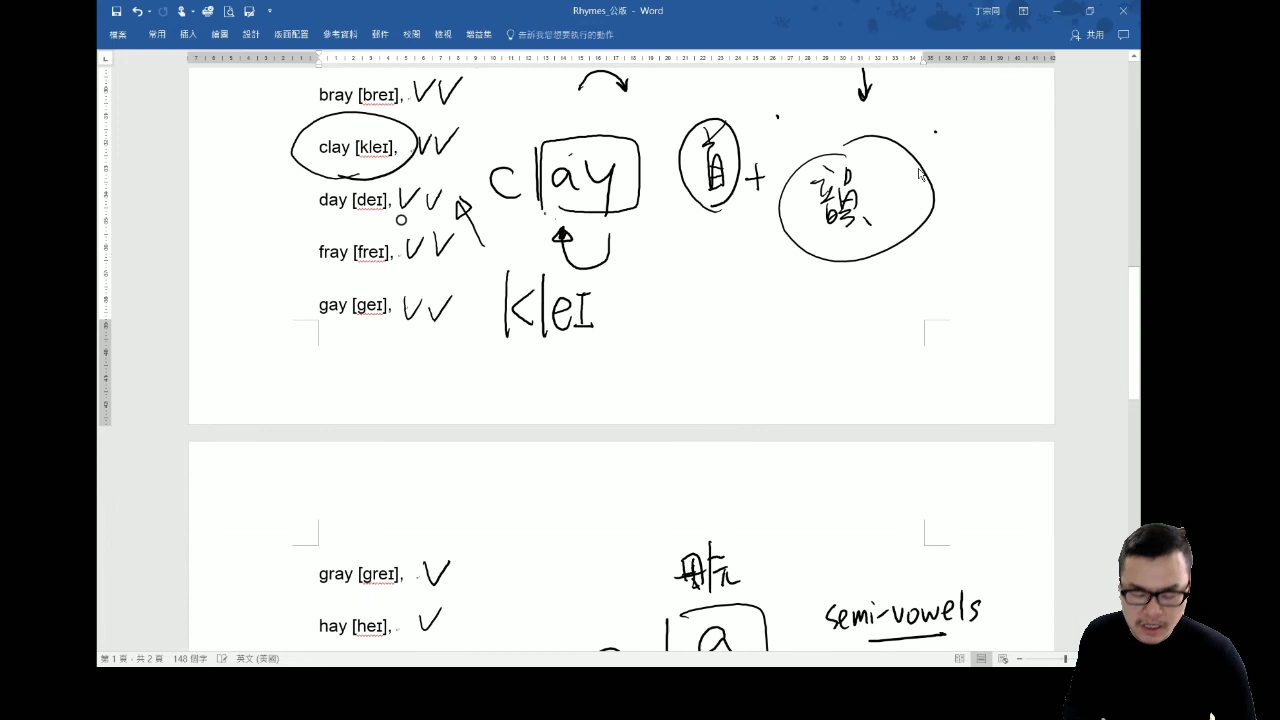 Rhymes_公版 - Word
丁宗同
檔案 常用 插入 繪圖 設計 版面配置 參考資料 郵件 校閱 檢視 增益集 告訴我您想要執行的動作 共用
bray [breɪ],
clay [kleɪ],
clay 首 + 韻
day [deɪ],
fray [freɪ],
gay [geɪ],
kleɪ
gray [greɪ],
semi-vowels
hay [heɪ],
a
第 1 頁，共 2 頁 148 個字 英文 (美國)